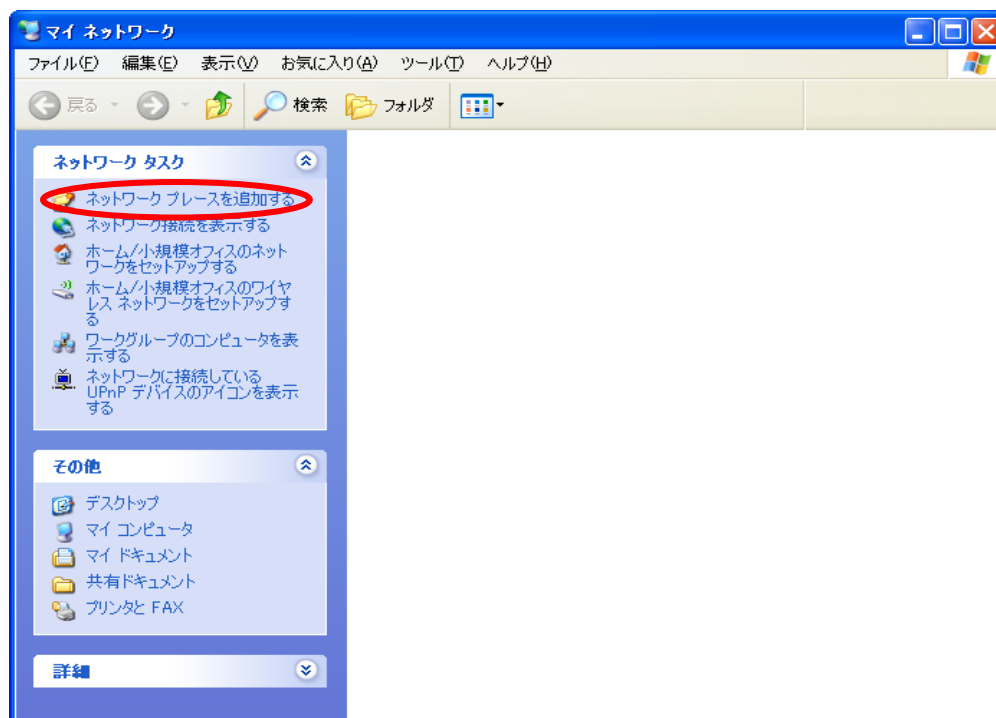 マイ ネットワーク
ファイル(F) 編集(E) 表示(V) お気に入り(A) ツール(T) ヘルプ(H)
戻る 検索 フォルダ
ネットワーク タスク
ネットワーク プレースを追加する
ネットワーク接続を表示する
ホーム/小規模オフィスのネット
ワークをセットアップする
ホーム/小規模オフィスのワイヤ
レス ネットワークをセットアップす
る
ワークグループのコンピュータを表
示する
ネットワークに接続している
UPnP デバイスのアイコンを表示
する
その他
デスクトップ
マイ コンピュータ
マイ ドキュメント
共有ドキュメント
プリンタと FAX
詳細